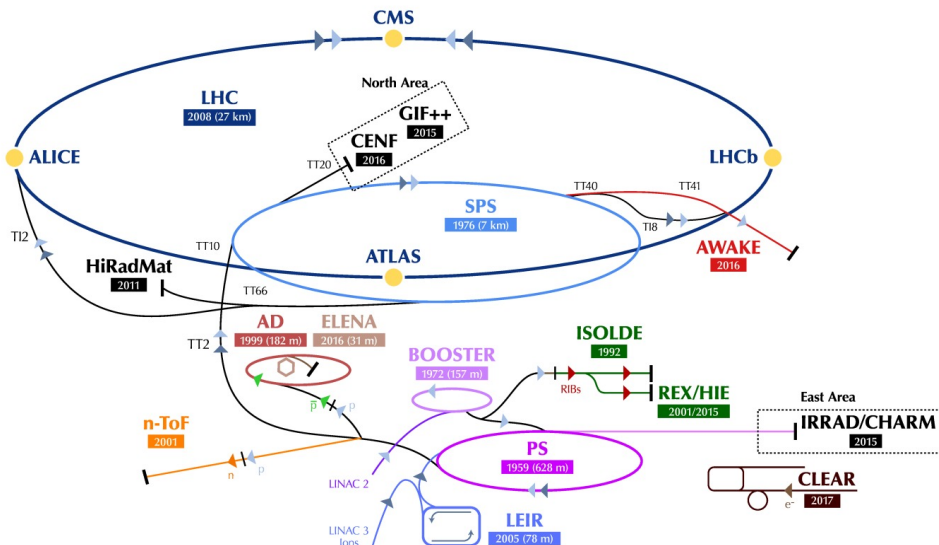 CMS
North Area
LHC
2008 (27 km)
GIF++
2015
CENF
2016
TT20
ALICE
LHCb
TT40
TT41
SPS
1976 (7 km)
TI8
TI2
TT10
ATLAS
AWAKE
2016
HiRadMat
2011
TT66
AD
1999 (182 m)
ELENA
2016 (31 m)
TT2
ISOLDE
1992
BOOSTER
1972 (157 m)
RIBs
REX/HIE
2001/2015
East Area
p̅
p
n-ToF
2001
IRRAD/CHARM
2015
PS
1959 (628 m)
n
p
LINAC 2
CLEAR
2017
e-
LINAC 3
Ions
LEIR
2005 (78 m)